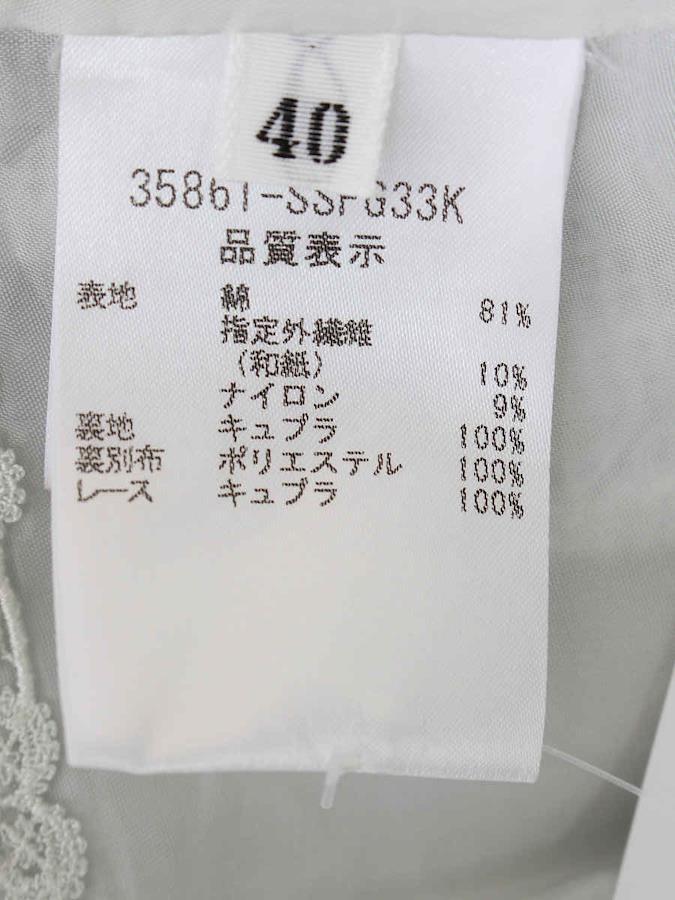 40
35861-SSPG33K
品質表示
表地 綿 81%
指定外繊維
(和紙) 10%
ナイロン 9%
裏地 キュプラ 100%
裏別布 ポリエステル 100%
レース キュプラ 100%